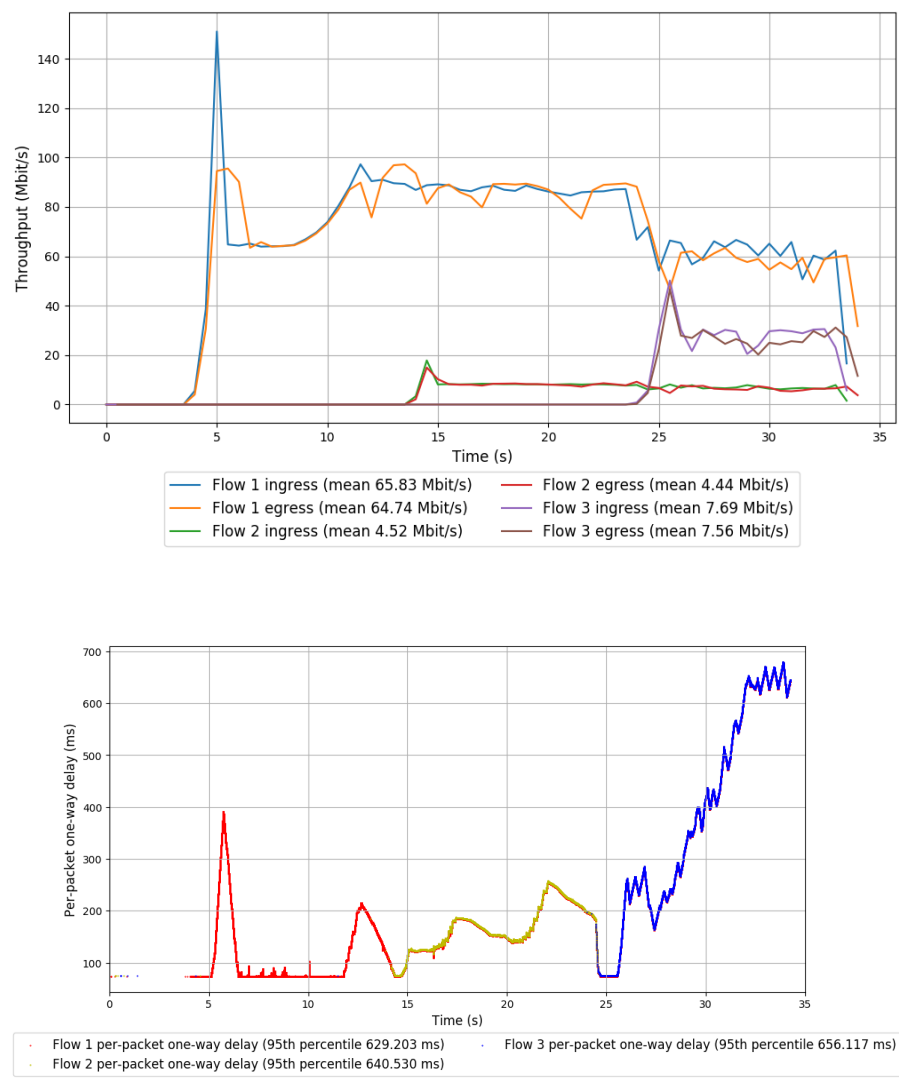 140
120
100
80
60
40
20
0
Throughput (Mbit/s)
0 5 10 15 20 25 30 35
Time (s)
Flow 1 ingress (mean 65.83 Mbit/s) Flow 2 egress (mean 4.44 Mbit/s)
Flow 1 egress (mean 64.74 Mbit/s) Flow 3 ingress (mean 7.69 Mbit/s)
Flow 2 ingress (mean 4.52 Mbit/s) Flow 3 egress (mean 7.56 Mbit/s)
700
600
500
400
300
200
100
Per-packet one-way delay (ms)
0 5 10 15 20 25 30 35
Time (s)
Flow 1 per-packet one-way delay (95th percentile 629.203 ms) Flow 3 per-packet one-way delay (95th percentile 656.117 ms)
Flow 2 per-packet one-way delay (95th percentile 640.530 ms)